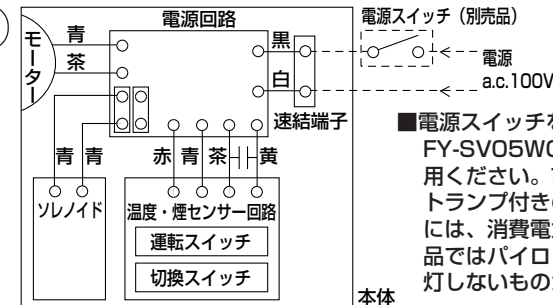 電源回路
電源スイッチ（別売品）
モーター
青
茶
黒
白
電源
a.c.100V
速結端子
青 青
赤 青 茶 黄
ソレノイド
温度・煙センサー回路
運転スイッチ
切換スイッチ
本体
■電源スイッチを
FY-SV05WC
用ください。
トランプ付きの
には、消費電
品ではパイロ
灯しないもの